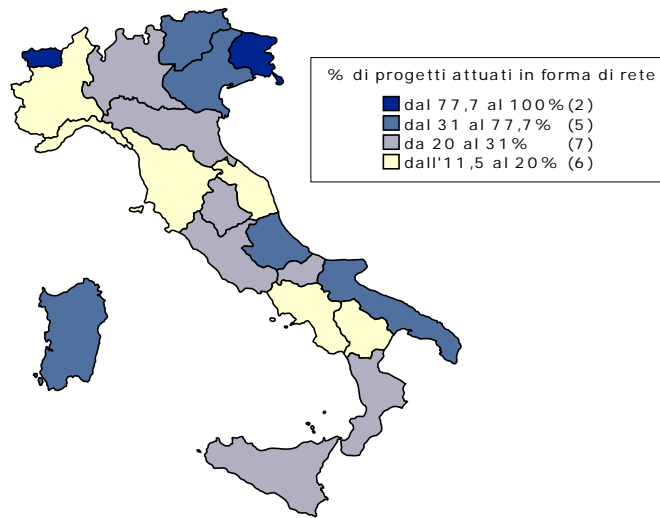 % di progetti attuati in forma di rete
dal 77,7 al 100% (2)
dal 31 al 77,7% (5)
da 20 al 31% (7)
dall'11,5 al 20% (6)